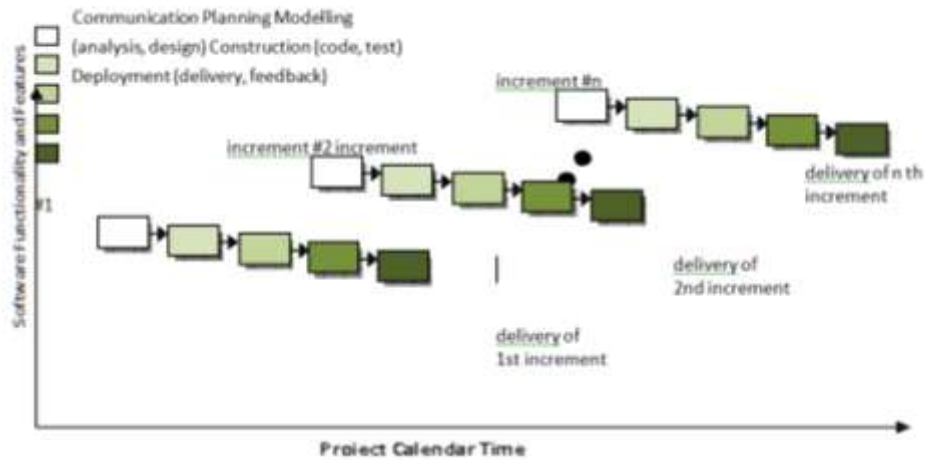 Communication Planning Modelling
(analysis, design) Construction (code, test)
Deployment (delivery, feedback)
Software Functionality and Features
increment #n
increment #2 increment
delivery of n th
increment
#1
delivery of
2nd increment
delivery of
1st increment
Project Calendar Time